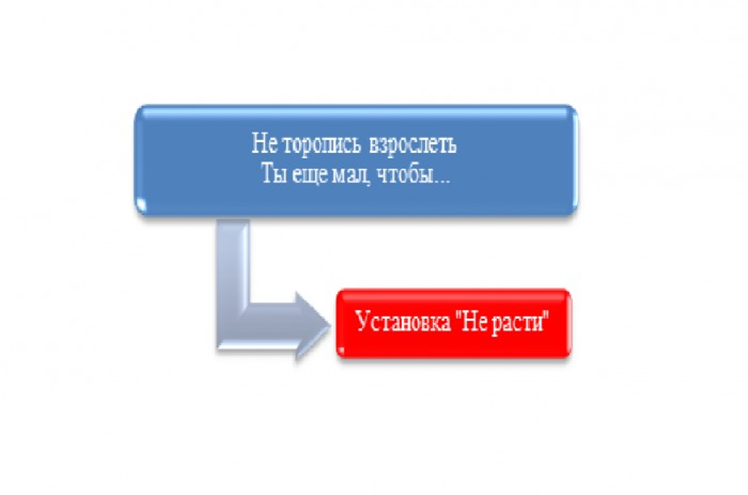 Не торопись взрослеть
Ты еще мал, чтобы...
Установка "Не расти"